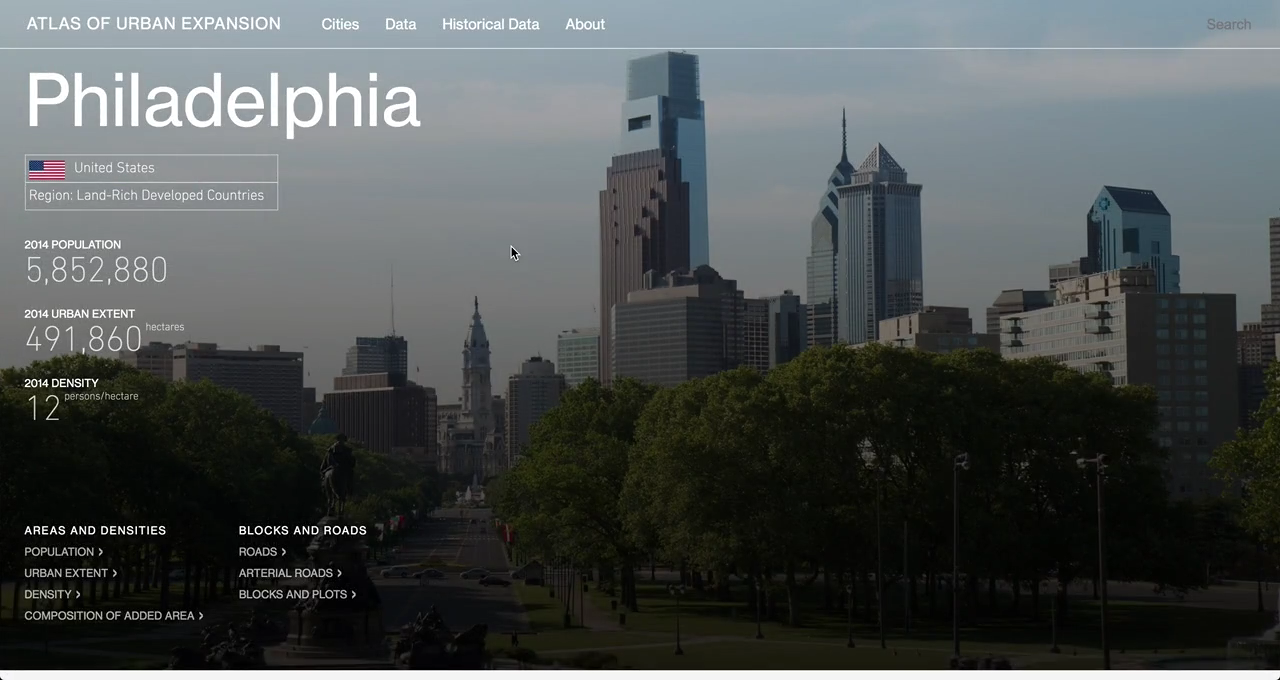 ATLAS OF URBAN EXPANSION Cities Data Historical Data About Search
Philadelphia
United States
Region: Land-Rich Developed Countries
2014 POPULATION
5,852,880
2014 URBAN EXTENT
491,860 hectares
2014 DENSITY
12 persons/hectare
AREAS AND DENSITIES
POPULATION ›
URBAN EXTENT ›
DENSITY ›
COMPOSITION OF ADDED AREA ›
BLOCKS AND ROADS
ROADS ›
ARTERIAL ROADS ›
BLOCKS AND PLOTS ›